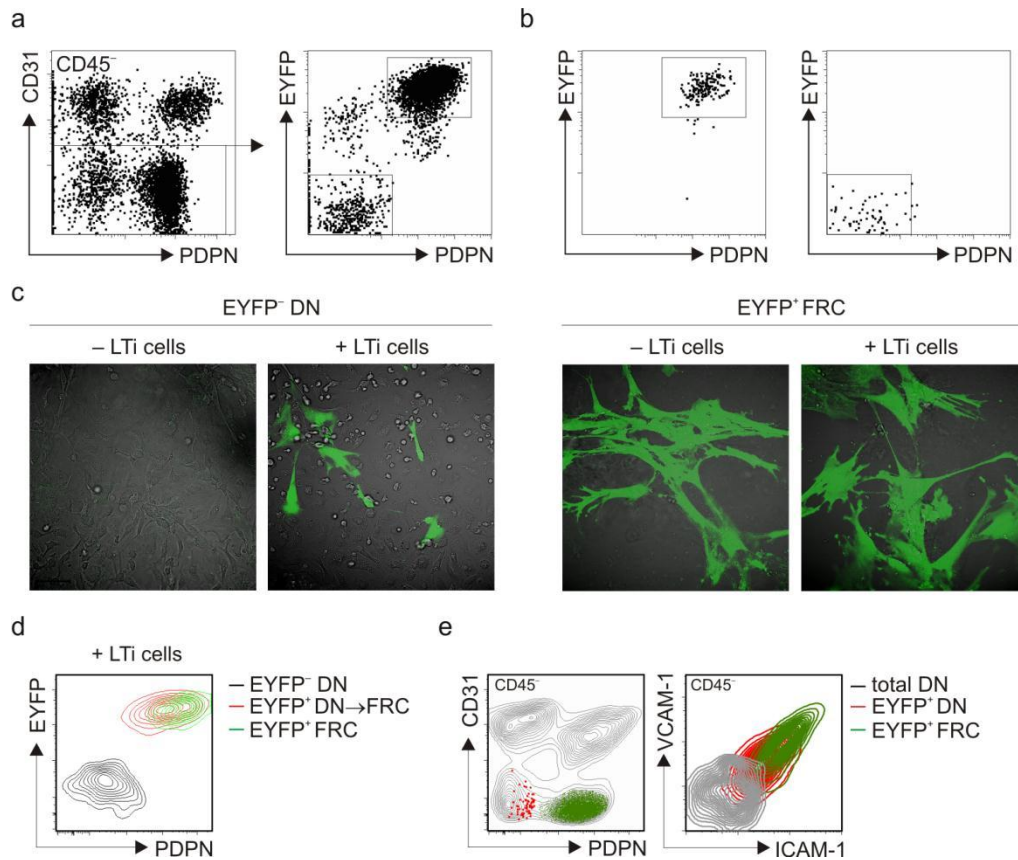 a
CD31
CD45⁻
PDPN
EYFP
PDPN
b
EYFP
PDPN
EYFP
PDPN
c
EYFP⁻ DN
– LTi cells
+ LTi cells
EYFP⁺ FRC
– LTi cells
+ LTi cells
d
+ LTi cells
EYFP
PDPN
EYFP⁻ DN
EYFP⁺ DN→FRC
EYFP⁺ FRC
e
CD31
CD45⁻
PDPN
VCAM-1
CD45⁻
ICAM-1
total DN
EYFP⁺ DN
EYFP⁺ FRC